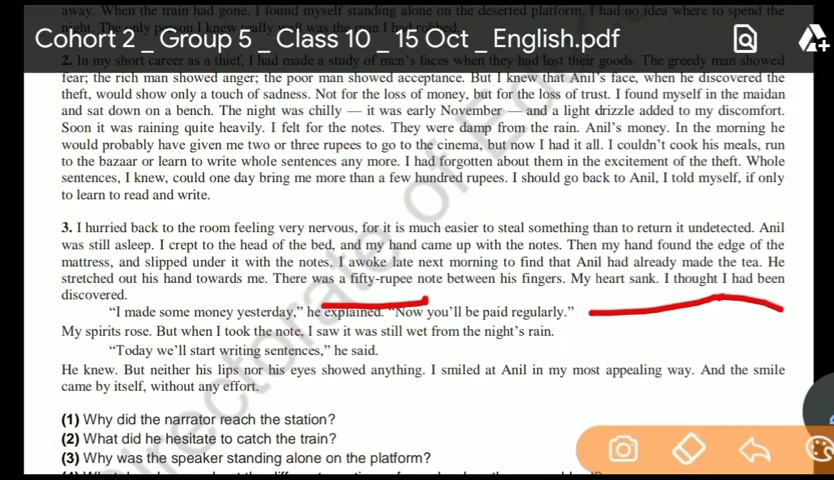 away. When the train had gone, I found myself standing alone on the deserted platform. I had no idea where to spend the
night. The only person I knew really well was the man I had robbed.
Cohort 2 _ Group 5 _ Class 10 _ 15 Oct _ English.pdf
2. In my short career as a thief, I had made a study of men's faces when they had lost their goods. The greedy man showed
fear; the rich man showed anger; the poor man showed acceptance. But I knew that Anil's face, when he discovered the
theft, would show only a touch of sadness. Not for the loss of money, but for the loss of trust. I found myself in the maidan
and sat down on a bench. The night was chilly — it was early November — and a light drizzle added to my discomfort.
Soon it was raining quite heavily. I felt for the notes. They were damp from the rain. Anil's money. In the morning he
would probably have given me two or three rupees to go to the cinema, but now I had it all. I couldn't cook his meals, run
to the bazaar or learn to write whole sentences any more. I had forgotten about them in the excitement of the theft. Whole
sentences, I knew, could one day bring me more than a few hundred rupees. I should go back to Anil, I told myself, if only
to learn to read and write.
3. I hurried back to the room feeling very nervous, for it is much easier to steal something than to return it undetected. Anil
was still asleep. I crept to the head of the bed, and my hand came up with the notes. Then my hand found the edge of the
mattress, and slipped under it with the notes. I awoke late next morning to find that Anil had already made the tea. He
stretched out his hand towards me. There was a fifty-rupee note between his fingers. My heart sank. I thought I had been
discovered.
"I made some money yesterday," he explained. "Now you'll be paid regularly."
My spirits rose. But when I took the note, I saw it was still wet from the night's rain.
"Today we'll start writing sentences," he said.
He knew. But neither his lips nor his eyes showed anything. I smiled at Anil in my most appealing way. And the smile
came by itself, without any effort.
(1) Why did the narrator reach the station?
(2) What did he hesitate to catch the train?
(3) Why was the speaker standing alone on the platform?
Directorate of Ed